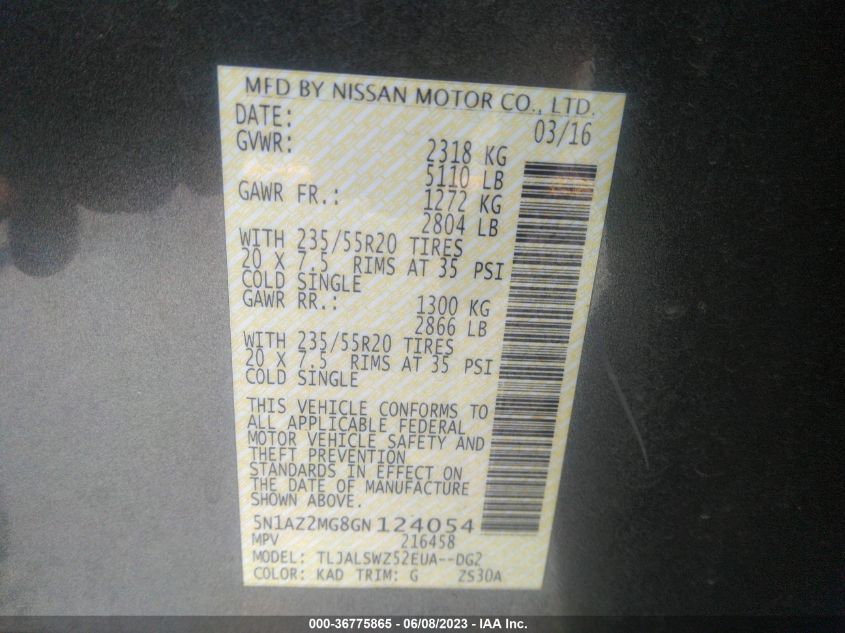 MFD BY NISSAN MOTOR CO., LTD.
DATE: 03/16
GVWR: 2318 KG
5110 LB
GAWR FR.: 1272 KG
2804 LB
WITH 235/55R20 TIRES
20 X 7.5 RIMS AT 35 PSI
COLD SINGLE
GAWR RR.: 1300 KG
2866 LB
WITH 235/55R20 TIRES
20 X 7.5 RIMS AT 35 PSI
COLD SINGLE
THIS VEHICLE CONFORMS TO
ALL APPLICABLE FEDERAL
MOTOR VEHICLE SAFETY AND
THEFT PREVENTION
STANDARDS IN EFFECT ON
THE DATE OF MANUFACTURE
SHOWN ABOVE.
5N1AZ2MG8GN124054
MPV 216458
MODEL: TLJALSWZ52EUA--DG2
COLOR: KAD TRIM: G ZS30A
000-36775865 - 06/08/2023 - IAA Inc.